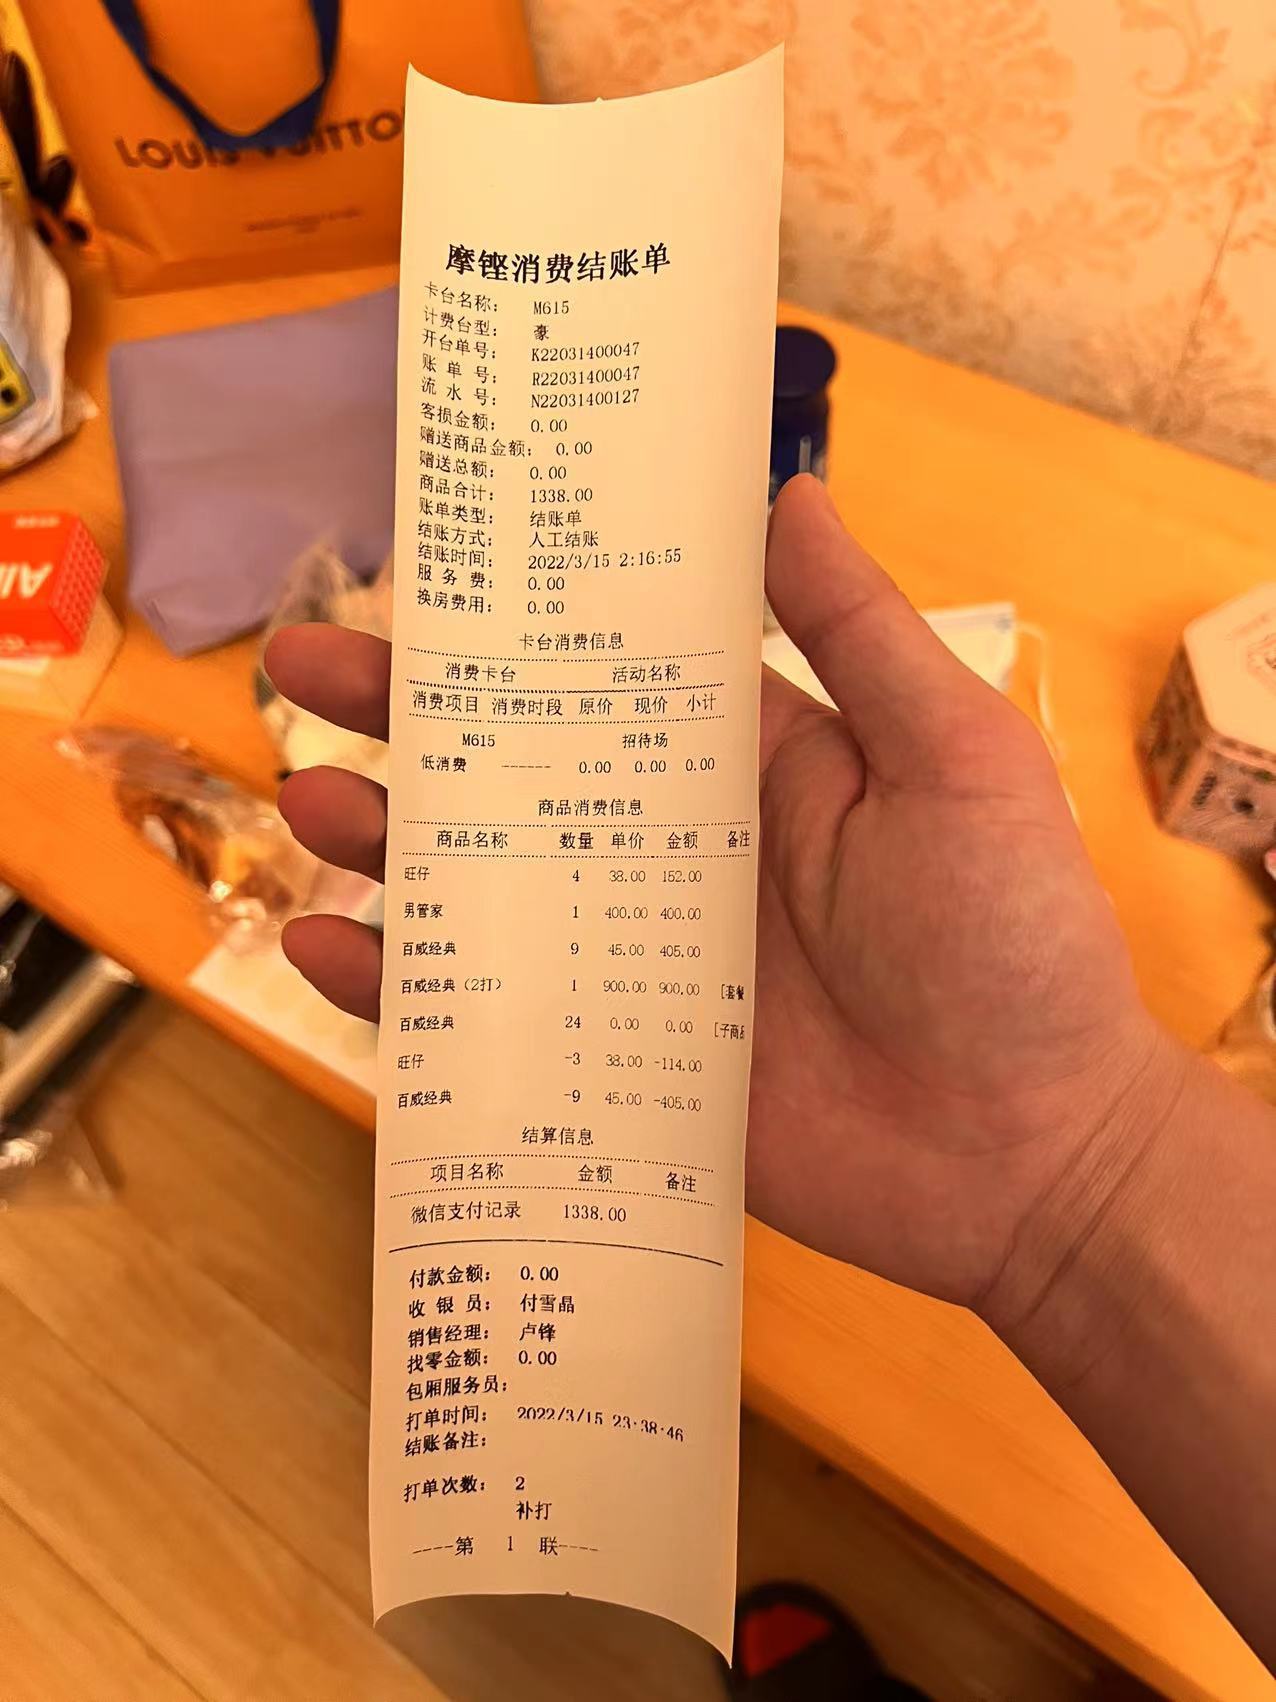 LOUIS VUITTO
摩铿消费结账单
卡台名称： M615
计费台型： 豪
开台单号： K22031400047
账 单 号： R22031400047
流 水 号： N22031400127
客损金额： 0.00
赠送商品金额： 0.00
赠送总额： 0.00
商品合计： 1338.00
账单类型： 结账单
结账方式： 人工结账
结账时间： 2022/3/15 2:16:55
服 务 费： 0.00
换房费用： 0.00
卡台消费信息
消费卡台 活动名称
消费项目 消费时段 原价 现价 小计
M615 招待场
低消费 ------ 0.00 0.00 0.00
商品消费信息
商品名称 数量 单价 金额 备注
旺仔 4 38.00 152.00
男管家 1 400.00 400.00
百威经典 9 45.00 405.00
百威经典（2打） 1 900.00 900.00 [套餐
百威经典 24 0.00 0.00 [子商品
旺仔 -3 38.00 -114.00
百威经典 -9 45.00 -405.00
结算信息
项目名称 金额 备注
微信支付记录 1338.00
付款金额： 0.00
收 银 员： 付雪晶
销售经理： 卢锋
找零金额： 0.00
包厢服务员：
打单时间： 2022/3/15 23:38:46
结账备注：
打单次数： 2
补打
----第 1 联----